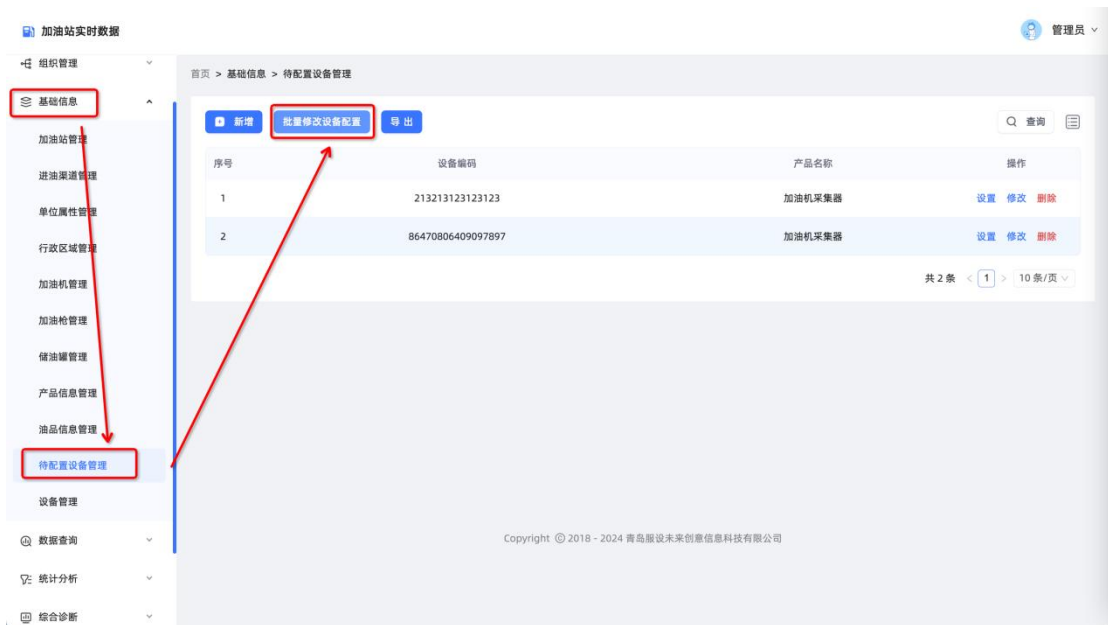 加油站实时数据
管理员
组织管理
首页 > 基础信息 > 待配置设备管理
基础信息
新增
批量修改设备配置
导出
查询
加油站管理
进油渠道管理
单位属性管理
行政区域管理
加油机管理
加油枪管理
储油罐管理
产品信息管理
油品信息管理
待配置设备管理
设备管理
数据查询
统计分析
综合诊断
序号 设备编码 产品名称 操作
1 213213123123123 加油机采集器 设置 修改 删除
2 86470806409097897 加油机采集器 设置 修改 删除
共 2 条 < 1 > 10 条/页
Copyright © 2018 - 2024 青岛服设未来创意信息科技有限公司